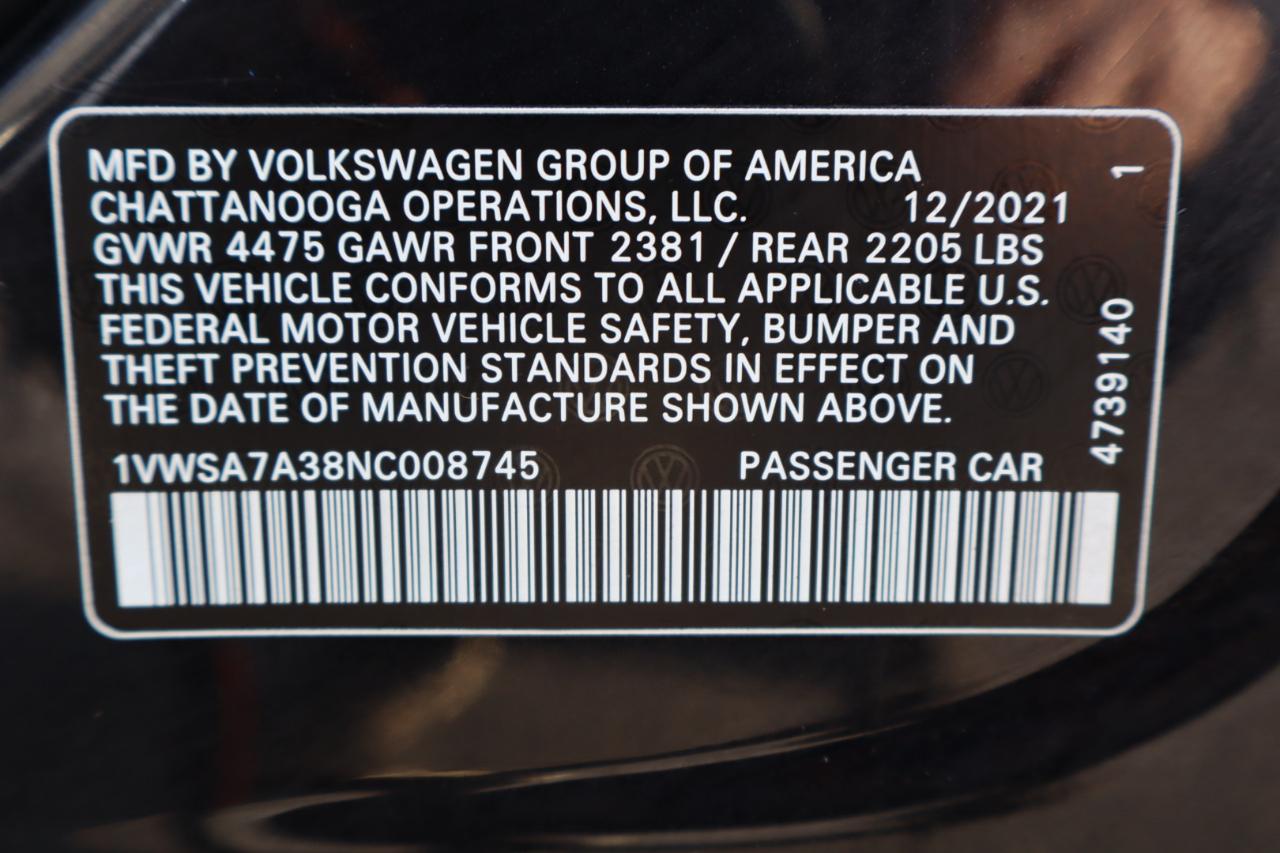 MFD BY VOLKSWAGEN GROUP OF AMERICA
CHATTANOOGA OPERATIONS, LLC. 12/2021
GVWR 4475 GAWR FRONT 2381 / REAR 2205 LBS
THIS VEHICLE CONFORMS TO ALL APPLICABLE U.S.
FEDERAL MOTOR VEHICLE SAFETY, BUMPER AND
THEFT PREVENTION STANDARDS IN EFFECT ON
THE DATE OF MANUFACTURE SHOWN ABOVE.
1VWSA7A38NC008745 PASSENGER CAR
4739140 1